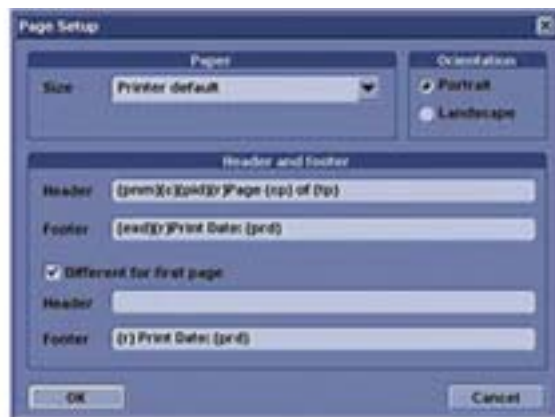 Page Setup
Paper
Size Printer default
Orientation
Portrait
Landscape
Header and footer
Header {pnm}{c}{pid}{r}Page {cp} of {tp}
Footer {ead}{r}Print Date: {prd}
Different for first page
Header
Footer {r} Print Date: {prd}
OK Cancel